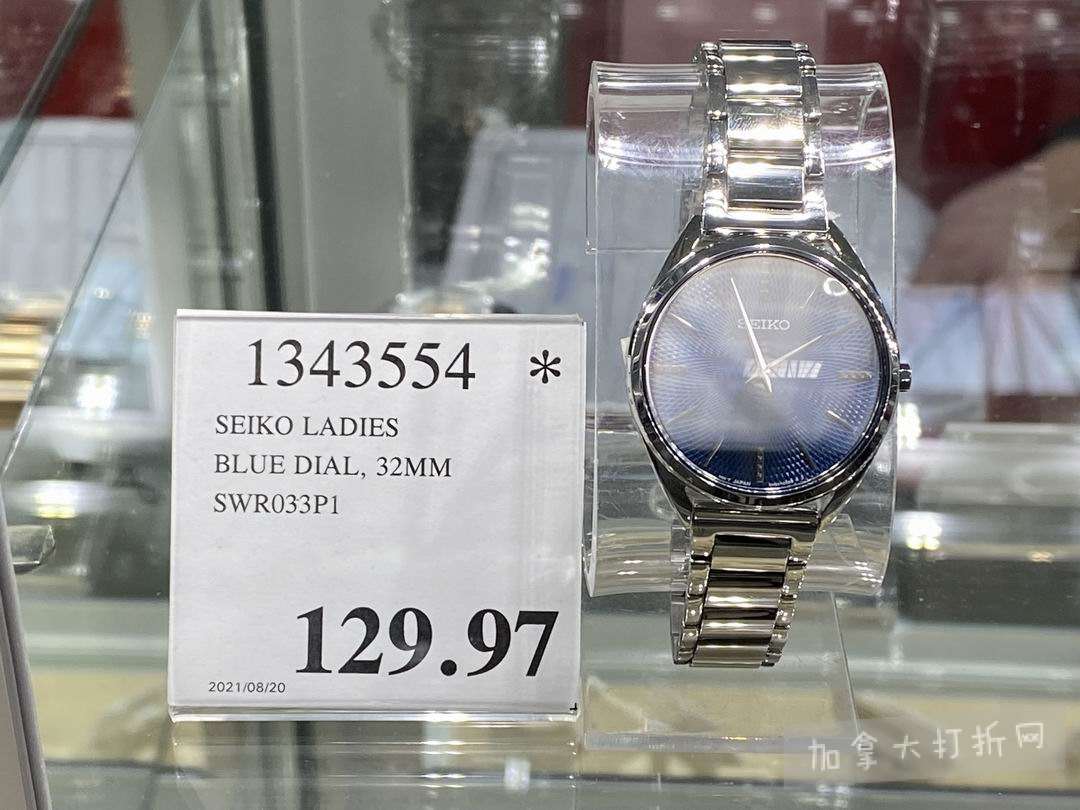 1343554 *
SEIKO LADIES
BLUE DIAL, 32MM
SWR033P1
129.97
2021/08/20
SEIKO
JAPAN
加拿大打折网